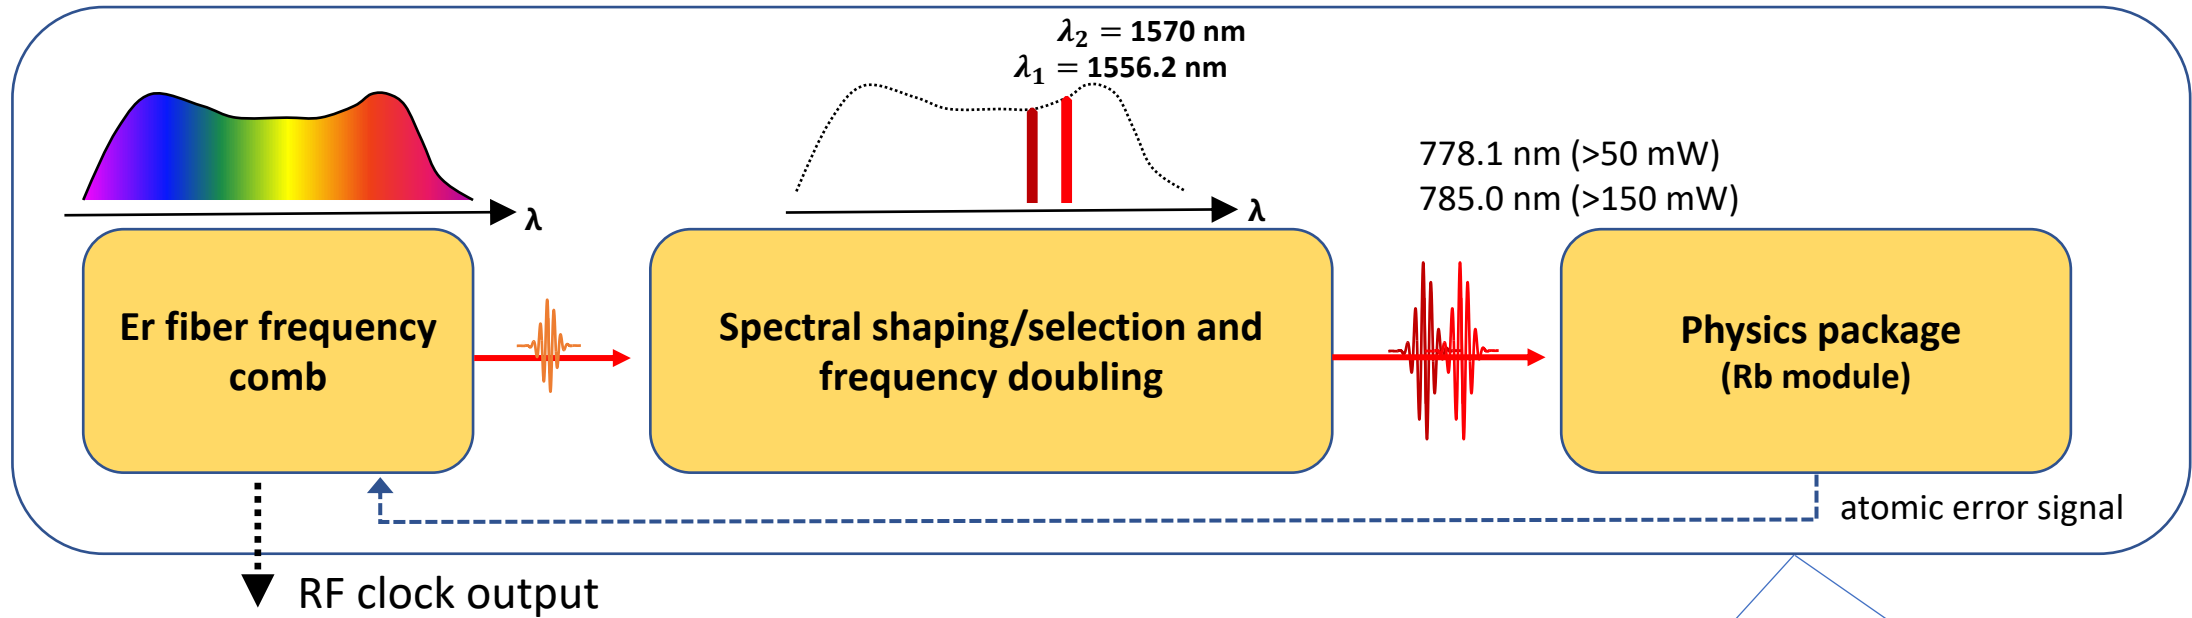 λ₂ = 1570 nm
λ₁ = 1556.2 nm
λ
λ
778.1 nm (>50 mW)
785.0 nm (>150 mW)
Er fiber frequency
comb
Spectral shaping/selection and
frequency doubling
Physics package
(Rb module)
atomic error signal
RF clock output